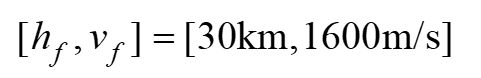 [h_f, v_f] = [30km, 1600m/s]